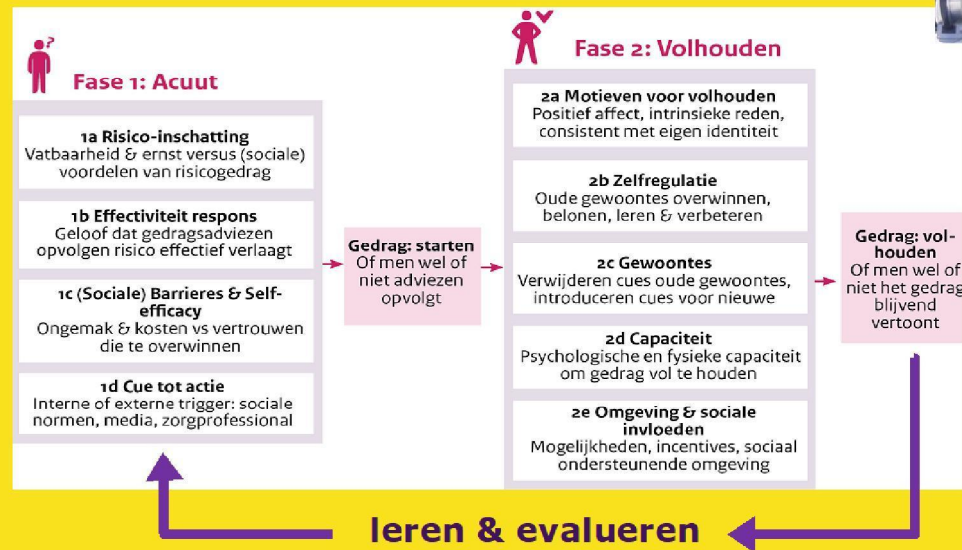 Fase 1: Acuut
1a Risico-inschatting
Vatbaarheid & ernst versus (sociale)
voordelen van risicogedrag
1b Effectiviteit respons
Geloof dat gedragsadviezen
opvolgen risico effectief verlaagt
1c (Sociale) Barrieres & Self-
efficacy
Ongemak & kosten vs vertrouwen
die te overwinnen
1d Cue tot actie
Interne of externe trigger: sociale
normen, media, zorgprofessional
Gedrag: starten
Of men wel of
niet adviezen
opvolgt
Fase 2: Volhouden
2a Motieven voor volhouden
Positief affect, intrinsieke reden,
consistent met eigen identiteit
2b Zelfregulatie
Oude gewoontes overwinnen,
belonen, leren & verbeteren
2c Gewoontes
Verwijderen cues oude gewoontes,
introduceren cues voor nieuwe
2d Capaciteit
Psychologische en fysieke capaciteit
om gedrag vol te houden
2e Omgeving & sociale
invloeden
Mogelijkheden, incentives, sociaal
ondersteunende omgeving
Gedrag: vol-
houden
Of men wel of
niet het gedrag
blijvend
vertoont
leren & evalueren